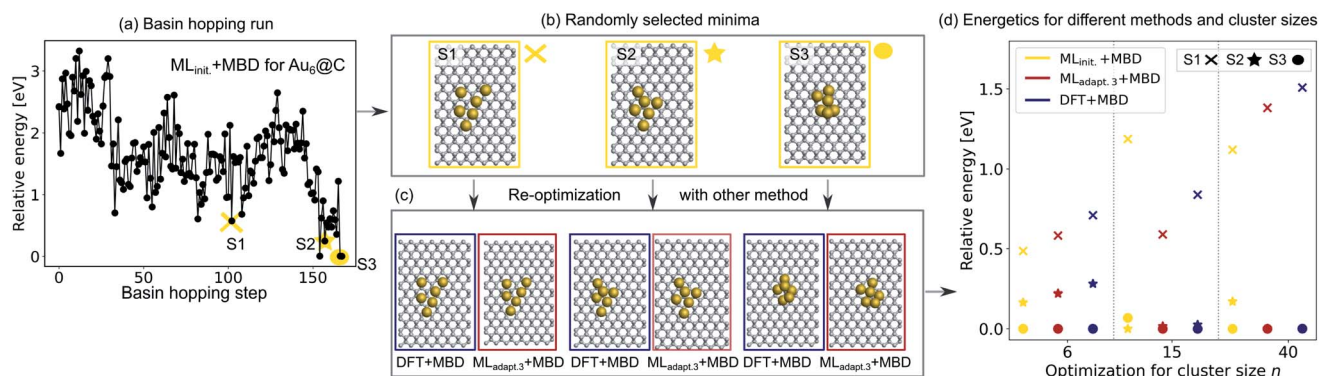 (a) Basin hopping run
Relative energy [eV]
3
2
1
0
ML_init.+MBD for Au_6@C
S1
S2
S3
0
50
100
150
Basin hopping step
(b) Randomly selected minima
S1
S2
S3
Re-optimization with other method
(c)
DFT+MBD
ML_adapt.3+MBD
DFT+MBD
ML_adapt.3+MBD
DFT+MBD
ML_adapt.3+MBD
(d) Energetics for different methods and cluster sizes
Relative energy [eV]
1.5
1.0
0.5
0.0
ML_init. +MBD
ML_adapt. 3+MBD
DFT+MBD
S1 S2 S3
6
15
40
Optimization for cluster size n